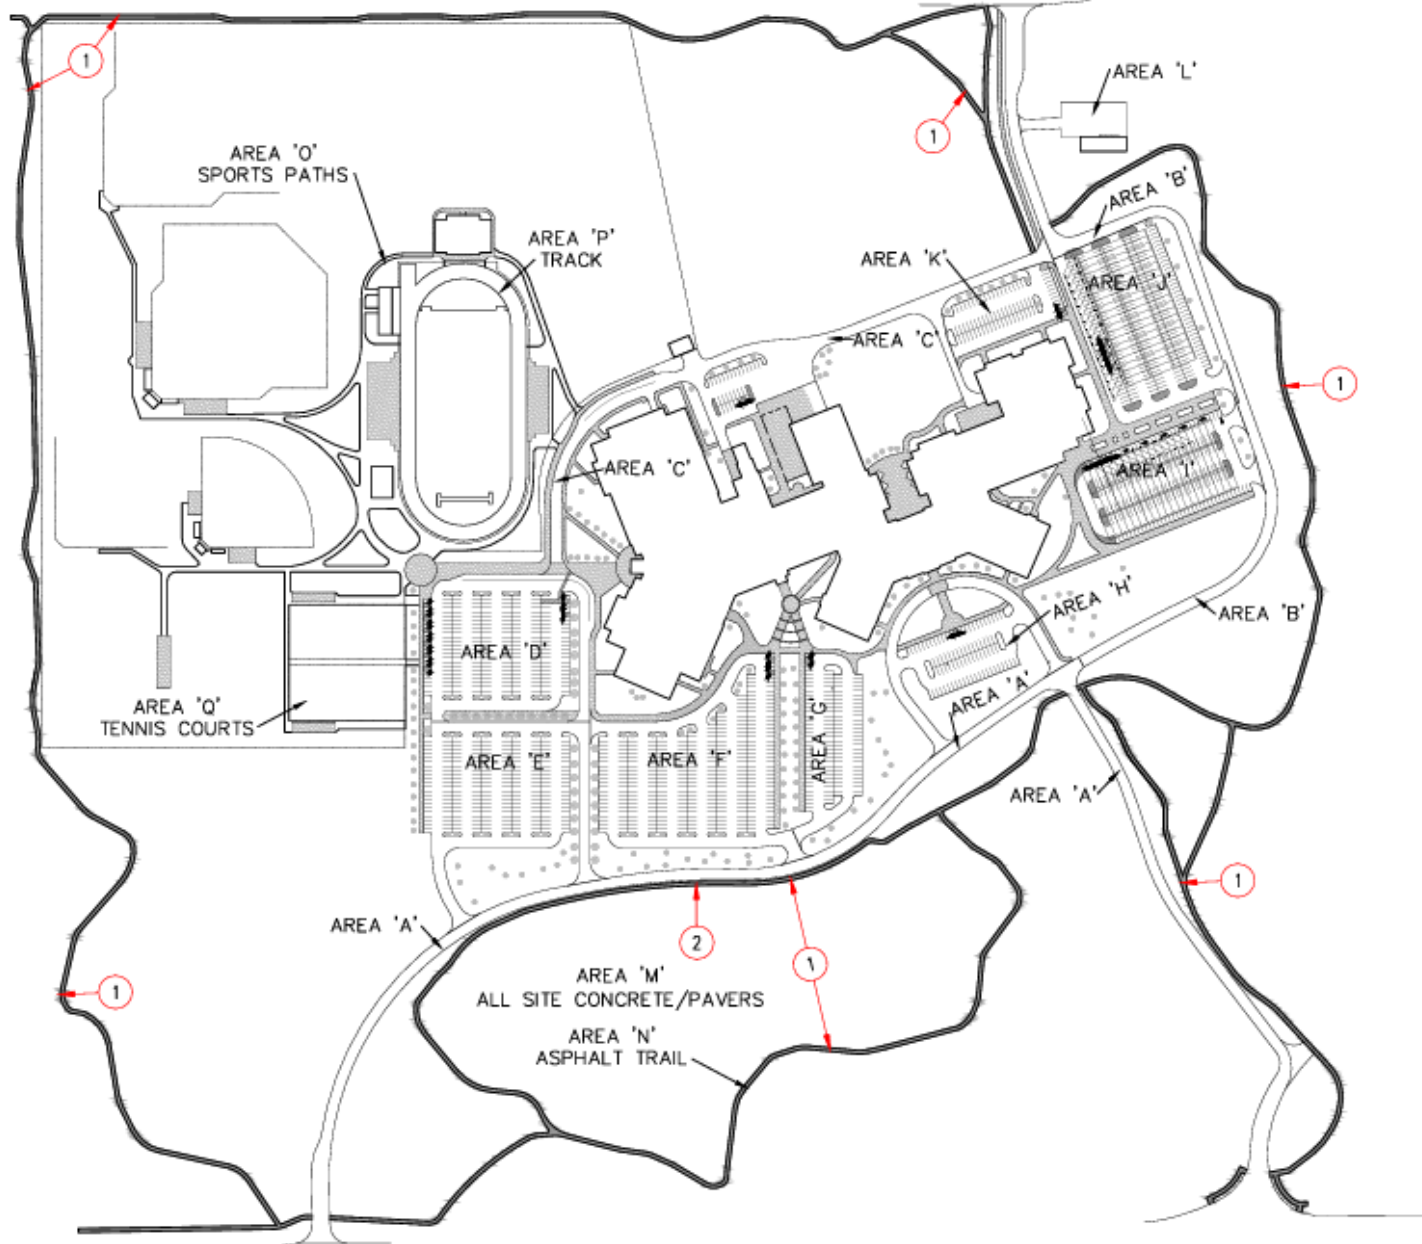 1
AREA 'L'
1
AREA 'O'
SPORTS PATHS
AREA 'B'
AREA 'P'
TRACK
AREA 'K'
AREA 'J'
AREA 'C'
1
AREA 'C'
AREA 'I'
AREA 'H'
AREA 'B'
AREA 'D'
AREA 'A'
AREA 'Q'
TENNIS COURTS
AREA 'G'
AREA 'E'
AREA 'F'
AREA 'A'
1
AREA 'A'
2
1
AREA 'M'
ALL SITE CONCRETE/PAVERS
1
AREA 'N'
ASPHALT TRAIL